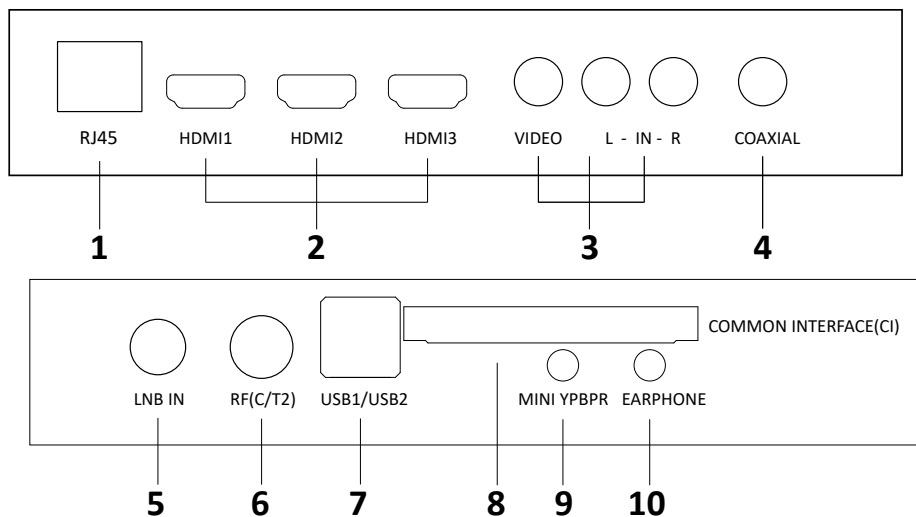 RJ45 HDMI1 HDMI2 HDMI3 VIDEO L - IN - R COAXIAL
1 2 3 4
COMMON INTERFACE(CI)
LNB IN RF(C/T2) USB1/USB2 MINI YPBPR EARPHONE
5 6 7 8 9 10